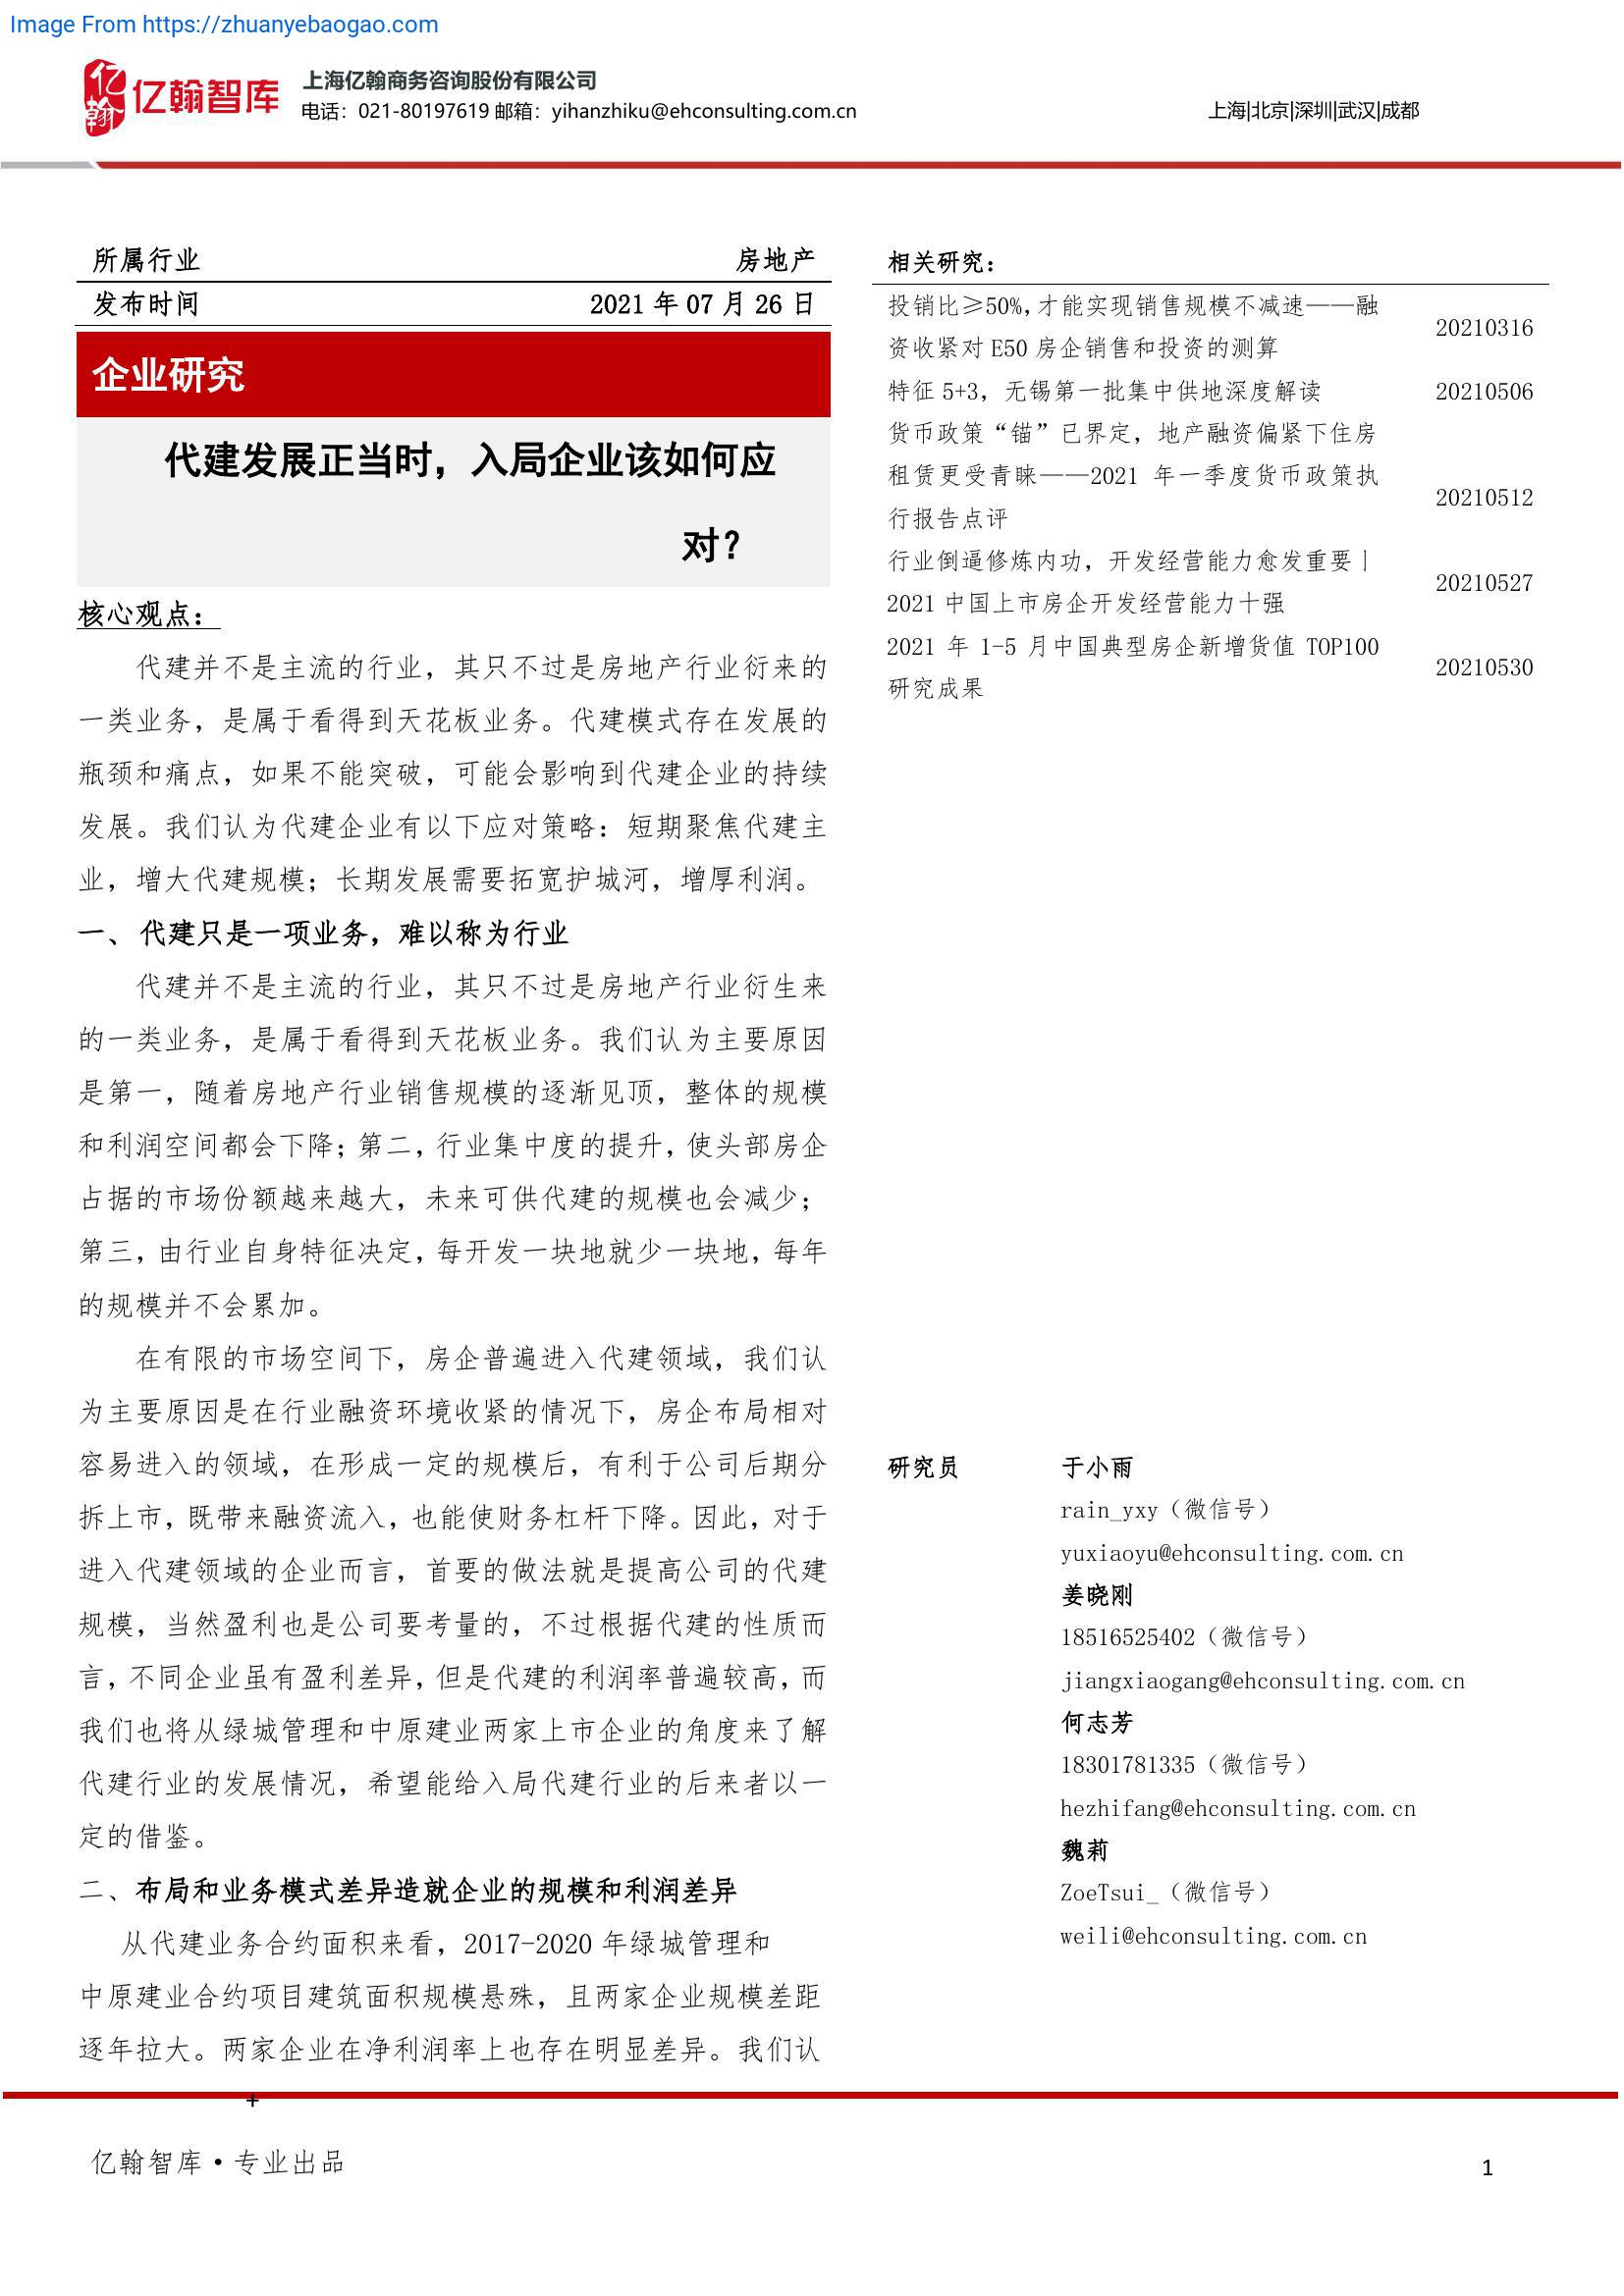 Image From https://zhuanyebaogao.com
亿翰
亿翰智库
上海亿翰商务咨询股份有限公司
电话：021-80197619 邮箱：yihanzhiku@ehconsulting.com.cn
上海|北京|深圳|武汉|成都
所属行业 房地产
发布时间 2021 年 07 月 26 日
企业研究
代建发展正当时，入局企业该如何应
对？
核心观点：
代建并不是主流的行业，其只不过是房地产行业衍来的
一类业务，是属于看得到天花板业务。代建模式存在发展的
瓶颈和痛点，如果不能突破，可能会影响到代建企业的持续
发展。我们认为代建企业有以下应对策略：短期聚焦代建主
业，增大代建规模；长期发展需要拓宽护城河，增厚利润。
一、 代建只是一项业务，难以称为行业
代建并不是主流的行业，其只不过是房地产行业衍生来
的一类业务，是属于看得到天花板业务。我们认为主要原因
是第一，随着房地产行业销售规模的逐渐见顶，整体的规模
和利润空间都会下降；第二，行业集中度的提升，使头部房企
占据的市场份额越来越大，未来可供代建的规模也会减少；
第三，由行业自身特征决定，每开发一块地就少一块地，每年
的规模并不会累加。
在有限的市场空间下，房企普遍进入代建领域，我们认
为主要原因是在行业融资环境收紧的情况下，房企布局相对
容易进入的领域，在形成一定的规模后，有利于公司后期分
拆上市，既带来融资流入，也能使财务杠杆下降。因此，对于
进入代建领域的企业而言，首要的做法就是提高公司的代建
规模，当然盈利也是公司要考量的，不过根据代建的性质而
言，不同企业虽有盈利差异，但是代建的利润率普遍较高，而
我们也将从绿城管理和中原建业两家上市企业的角度来了解
代建行业的发展情况，希望能给入局代建行业的后来者以一
定的借鉴。
二、布局和业务模式差异造就企业的规模和利润差异
从代建业务合约面积来看，2017-2020 年绿城管理和
中原建业合约项目建筑面积规模悬殊，且两家企业规模差距
逐年拉大。两家企业在净利润率上也存在明显差异。我们认
相关研究：
投销比≥50%,才能实现销售规模不减速——融
资收紧对 E50 房企销售和投资的测算 20210316
特征 5+3，无锡第一批集中供地深度解读 20210506
货币政策“锚”已界定，地产融资偏紧下住房
租赁更受青睐——2021 年一季度货币政策执
行报告点评 20210512
行业倒逼修炼内功，开发经营能力愈发重要丨
2021 中国上市房企开发经营能力十强 20210527
2021 年 1-5 月中国典型房企新增货值 TOP100
研究成果 20210530
研究员 于小雨
rain_yxy（微信号）
yuxiaoyu@ehconsulting.com.cn
姜晓刚
18516525402（微信号）
jiangxiaogang@ehconsulting.com.cn
何志芳
18301781335（微信号）
hezhifang@ehconsulting.com.cn
魏莉
ZoeTsui_（微信号）
weili@ehconsulting.com.cn
+
亿翰智库·专业出品
1